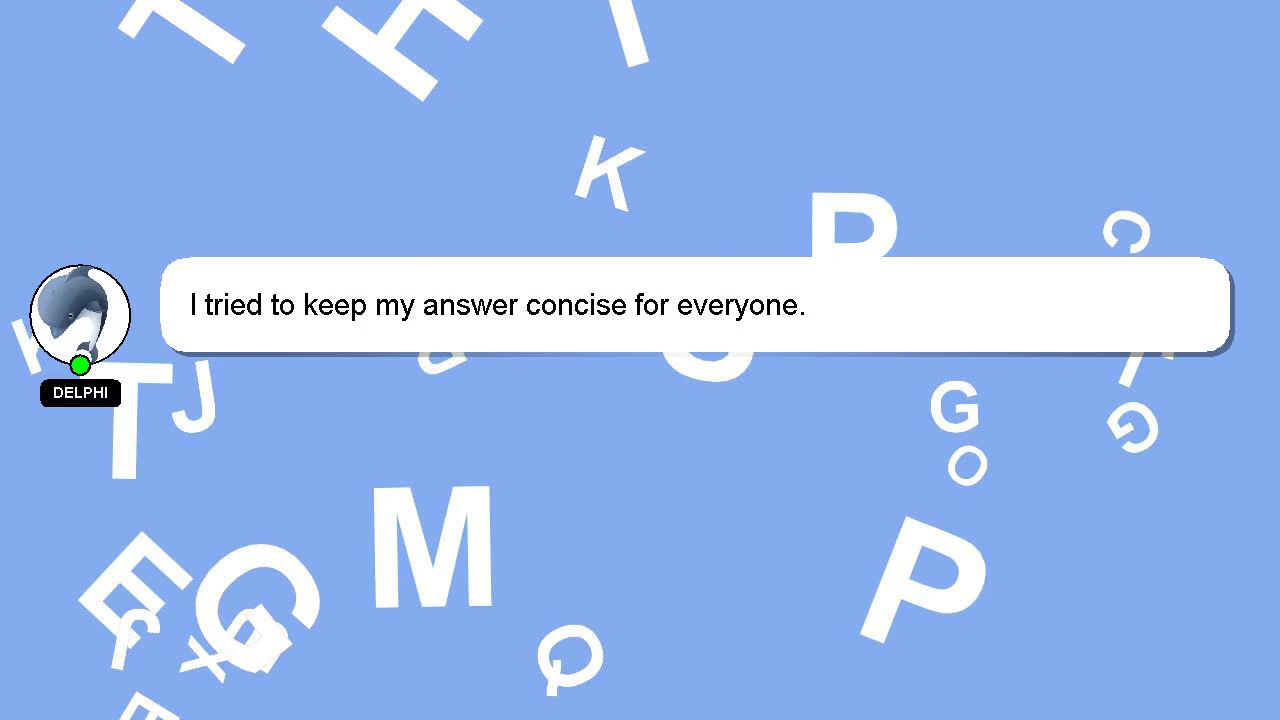 I tried to keep my answer concise for everyone.
DELPHI
T
H
I
K
P
C
T
J
G
G
O
M
P
E
G
J
X
Q
E